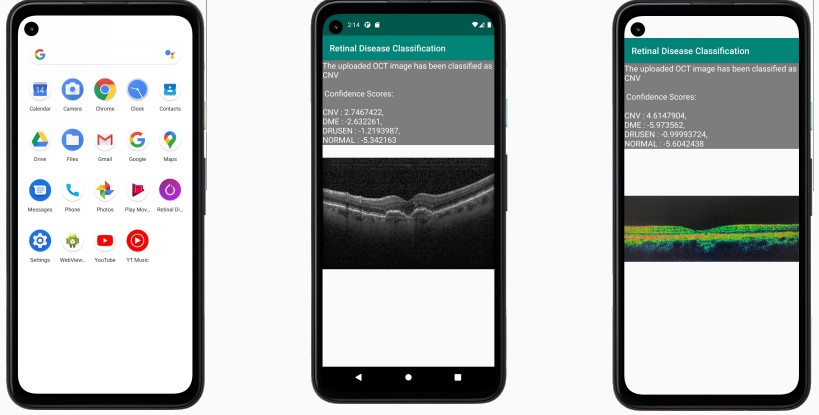 14
Calendar
Camera
Chrome
Clock
Contacts
Drive
Files
Gmail
Google
Maps
Messages
Phone
Photos
Play Mov...
Retinal Di...
Settings
WebView...
YouTube
YT Music
2:14
Retinal Disease Classification
The uploaded OCT image has been classified as
CNV
Confidence Scores:
CNV : 2.7467422,
DME : -2.632261,
DRUSEN : -1.2193987,
NORMAL : -5.342163
Retinal Disease Classification
The uploaded OCT image has been classified as
CNV
Confidence Scores:
CNV : 4.6147904,
DME : -5.973562,
DRUSEN : -0.99993724,
NORMAL : -5.6042438